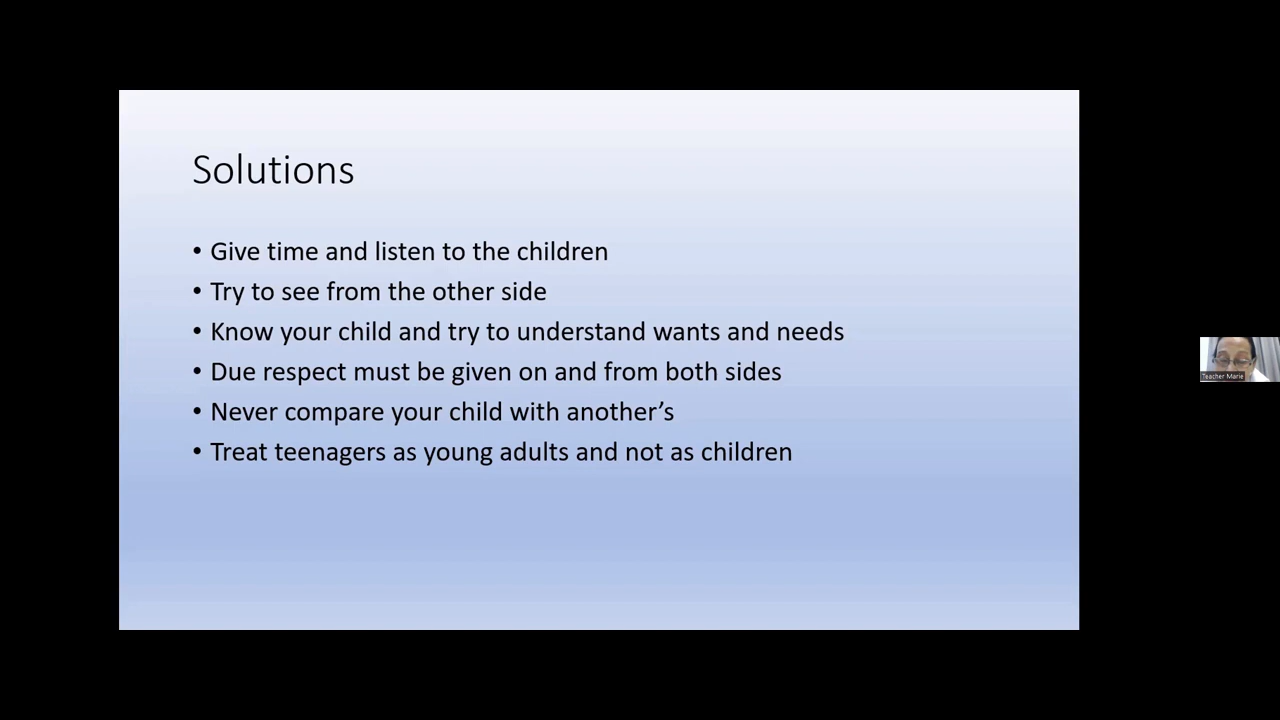 Solutions
• Give time and listen to the children
• Try to see from the other side
• Know your child and try to understand wants and needs
• Due respect must be given on and from both sides
• Never compare your child with another’s
• Treat teenagers as young adults and not as children
Teacher Marie